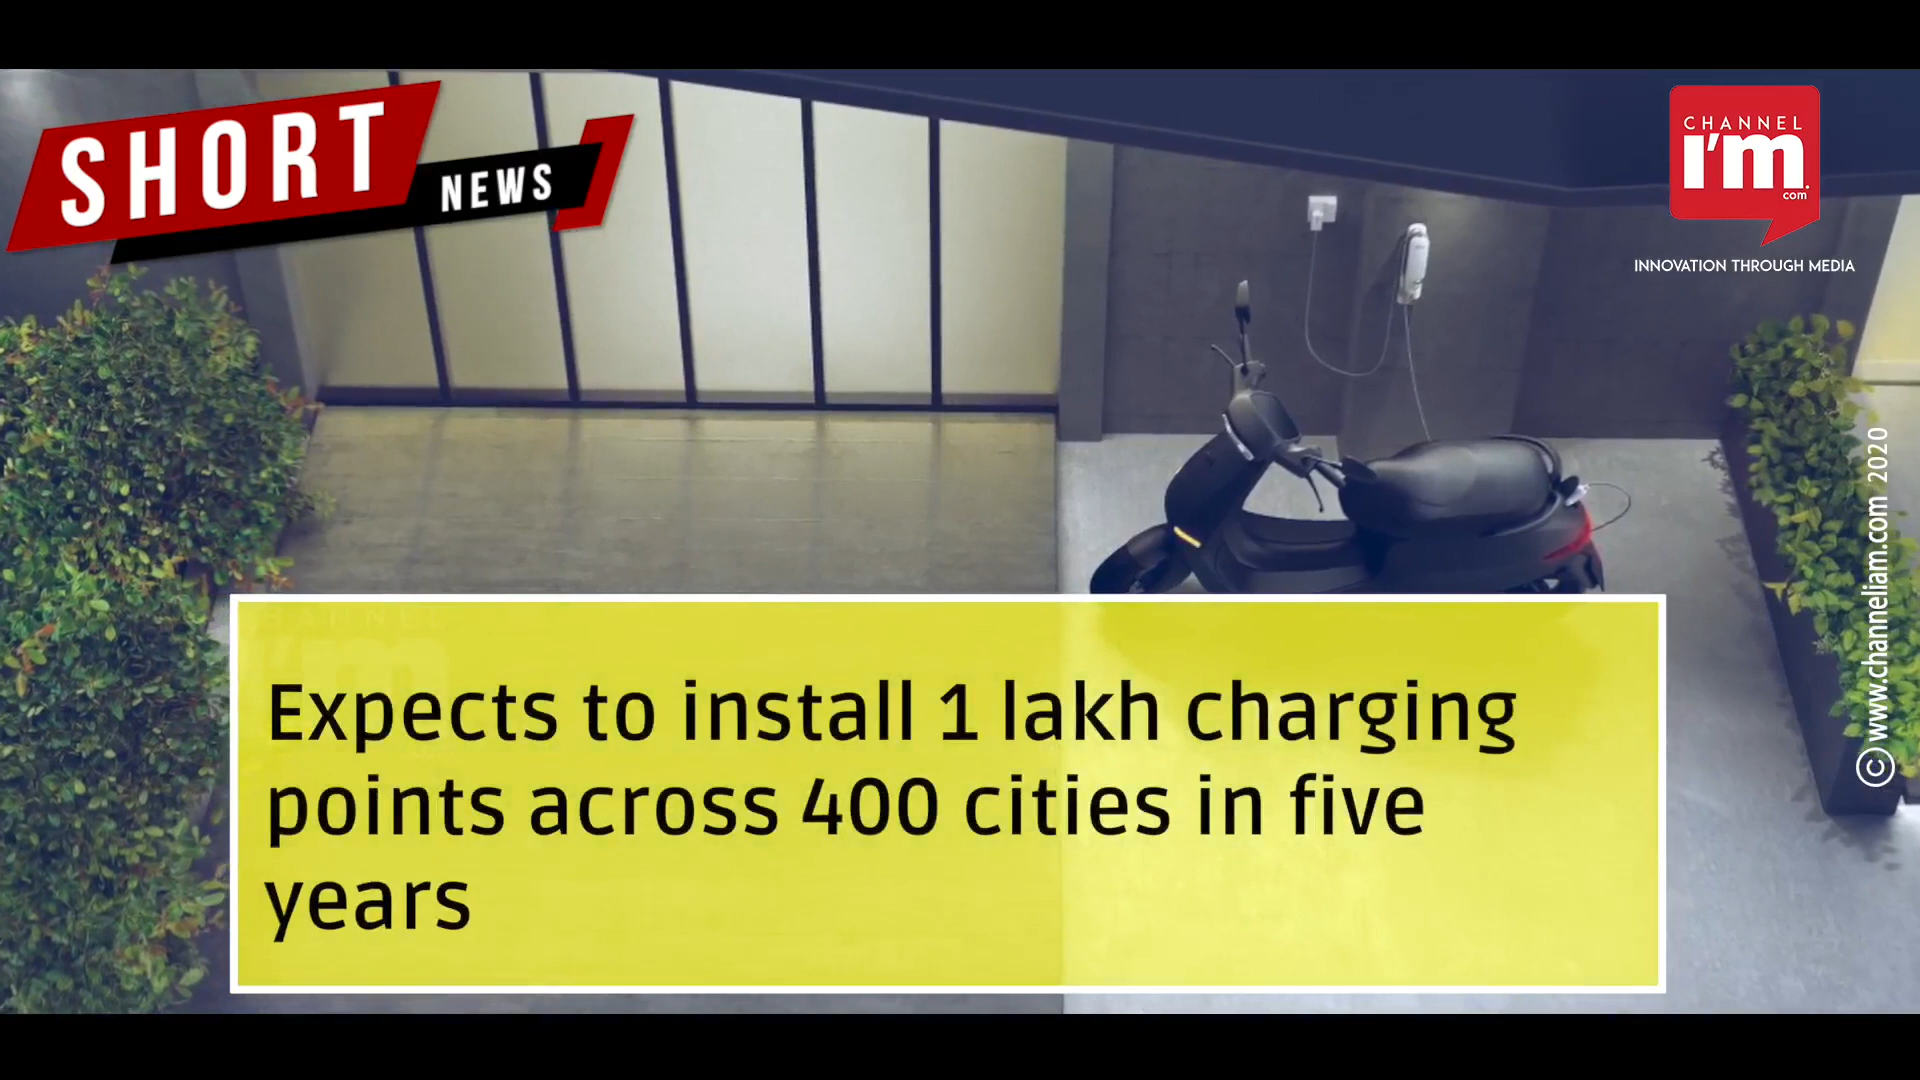 SHORT
NEWS
CHANNEL
I'm
.com
INNOVATION THROUGH MEDIA
© www.channeliam.com 2020
Expects to install 1 lakh charging
points across 400 cities in five
years